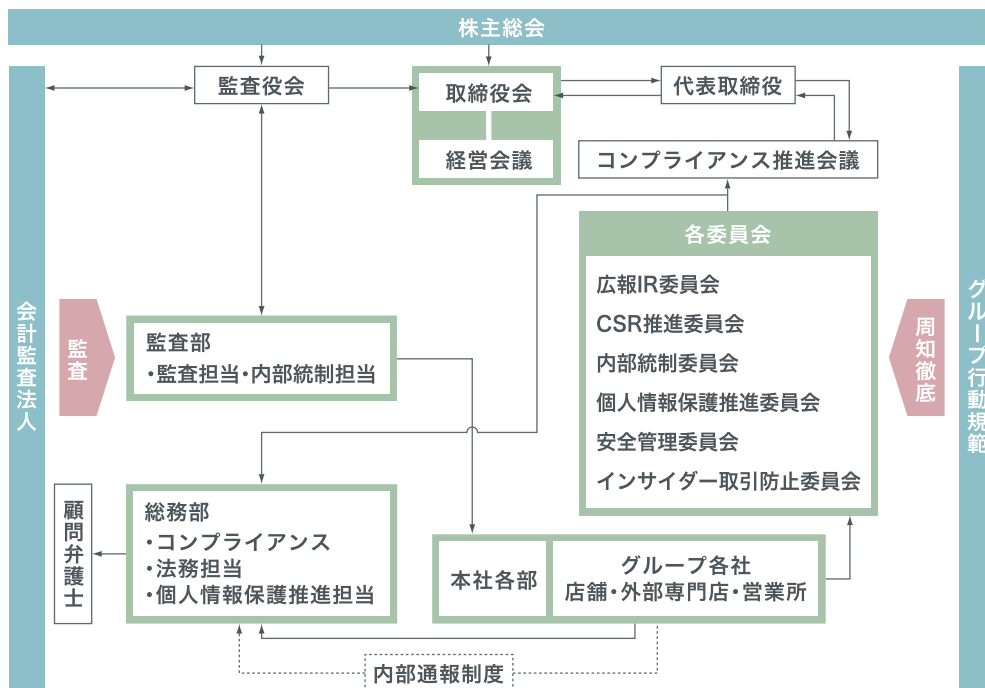 株主総会
監査役会
取締役会
経営会議
代表取締役
コンプライアンス推進会議
各委員会
広報IR委員会
CSR推進委員会
内部統制委員会
個人情報保護推進委員会
安全管理委員会
インサイダー取引防止委員会
会計監査法人
監査
監査部
・監査担当・内部統制担当
周知徹底
グループ行動規範
顧問弁護士
総務部
・コンプライアンス
・法務担当
・個人情報保護推進担当
本社各部
グループ各社
店舗・外部専門店・営業所
内部通報制度